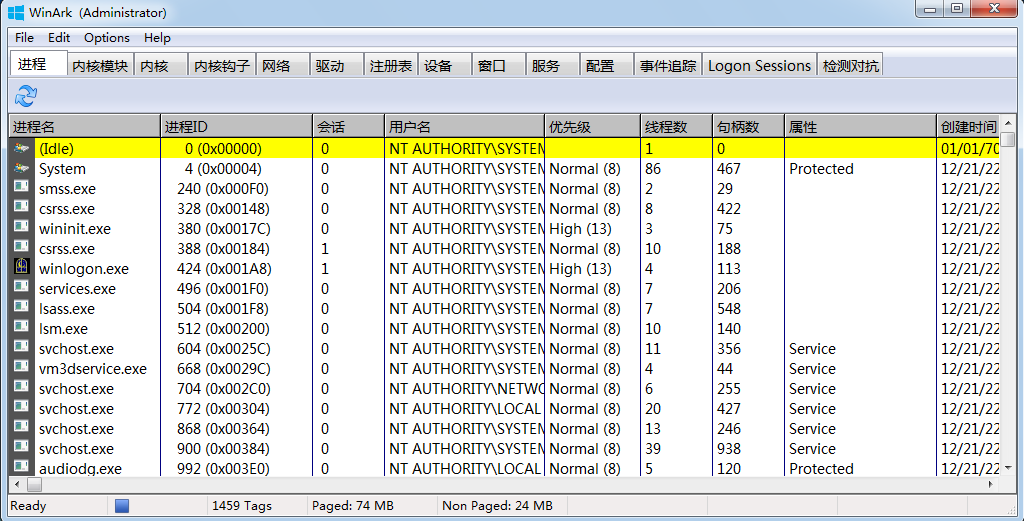 WinArk (Administrator)
File Edit Options Help
进程 内核模块 内核 内核钩子 网络 驱动 注册表 设备 窗口 服务 配置 事件追踪 Logon Sessions 检测对抗
进程名 进程ID 会话 用户名 优先级 线程数 句柄数 属性 创建时间
(Idle) 0 (0x00000) 0 NT AUTHORITY\SYSTEM 1 0 01/01/70
System 4 (0x00004) 0 NT AUTHORITY\SYSTEM Normal (8) 86 467 Protected 12/21/22
smss.exe 240 (0x000F0) 0 NT AUTHORITY\SYSTEM Normal (8) 2 29 12/21/22
csrss.exe 328 (0x00148) 0 NT AUTHORITY\SYSTEM Normal (8) 8 422 12/21/22
wininit.exe 380 (0x0017C) 0 NT AUTHORITY\SYSTEM High (13) 3 75 12/21/22
csrss.exe 388 (0x00184) 1 NT AUTHORITY\SYSTEM Normal (8) 10 188 12/21/22
winlogon.exe 424 (0x001A8) 1 NT AUTHORITY\SYSTEM High (13) 4 113 12/21/22
services.exe 496 (0x001F0) 0 NT AUTHORITY\SYSTEM Normal (8) 7 206 12/21/22
lsass.exe 504 (0x001F8) 0 NT AUTHORITY\SYSTEM Normal (8) 7 548 12/21/22
lsm.exe 512 (0x00200) 0 NT AUTHORITY\SYSTEM Normal (8) 10 140 12/21/22
svchost.exe 604 (0x0025C) 0 NT AUTHORITY\SYSTEM Normal (8) 11 356 Service 12/21/22
vm3dservice.exe 668 (0x0029C) 0 NT AUTHORITY\SYSTEM Normal (8) 4 44 Service 12/21/22
svchost.exe 704 (0x002C0) 0 NT AUTHORITY\NETWO Normal (8) 6 255 Service 12/21/22
svchost.exe 772 (0x00304) 0 NT AUTHORITY\LOCAL Normal (8) 20 427 Service 12/21/22
svchost.exe 868 (0x00364) 0 NT AUTHORITY\SYSTEM Normal (8) 13 246 Service 12/21/22
svchost.exe 900 (0x00384) 0 NT AUTHORITY\SYSTEM Normal (8) 39 938 Service 12/21/22
audiodg.exe 992 (0x003E0) 0 NT AUTHORITY\LOCAL Normal (8) 5 120 Protected 12/21/22
Ready 1459 Tags Paged: 74 MB Non Paged: 24 MB